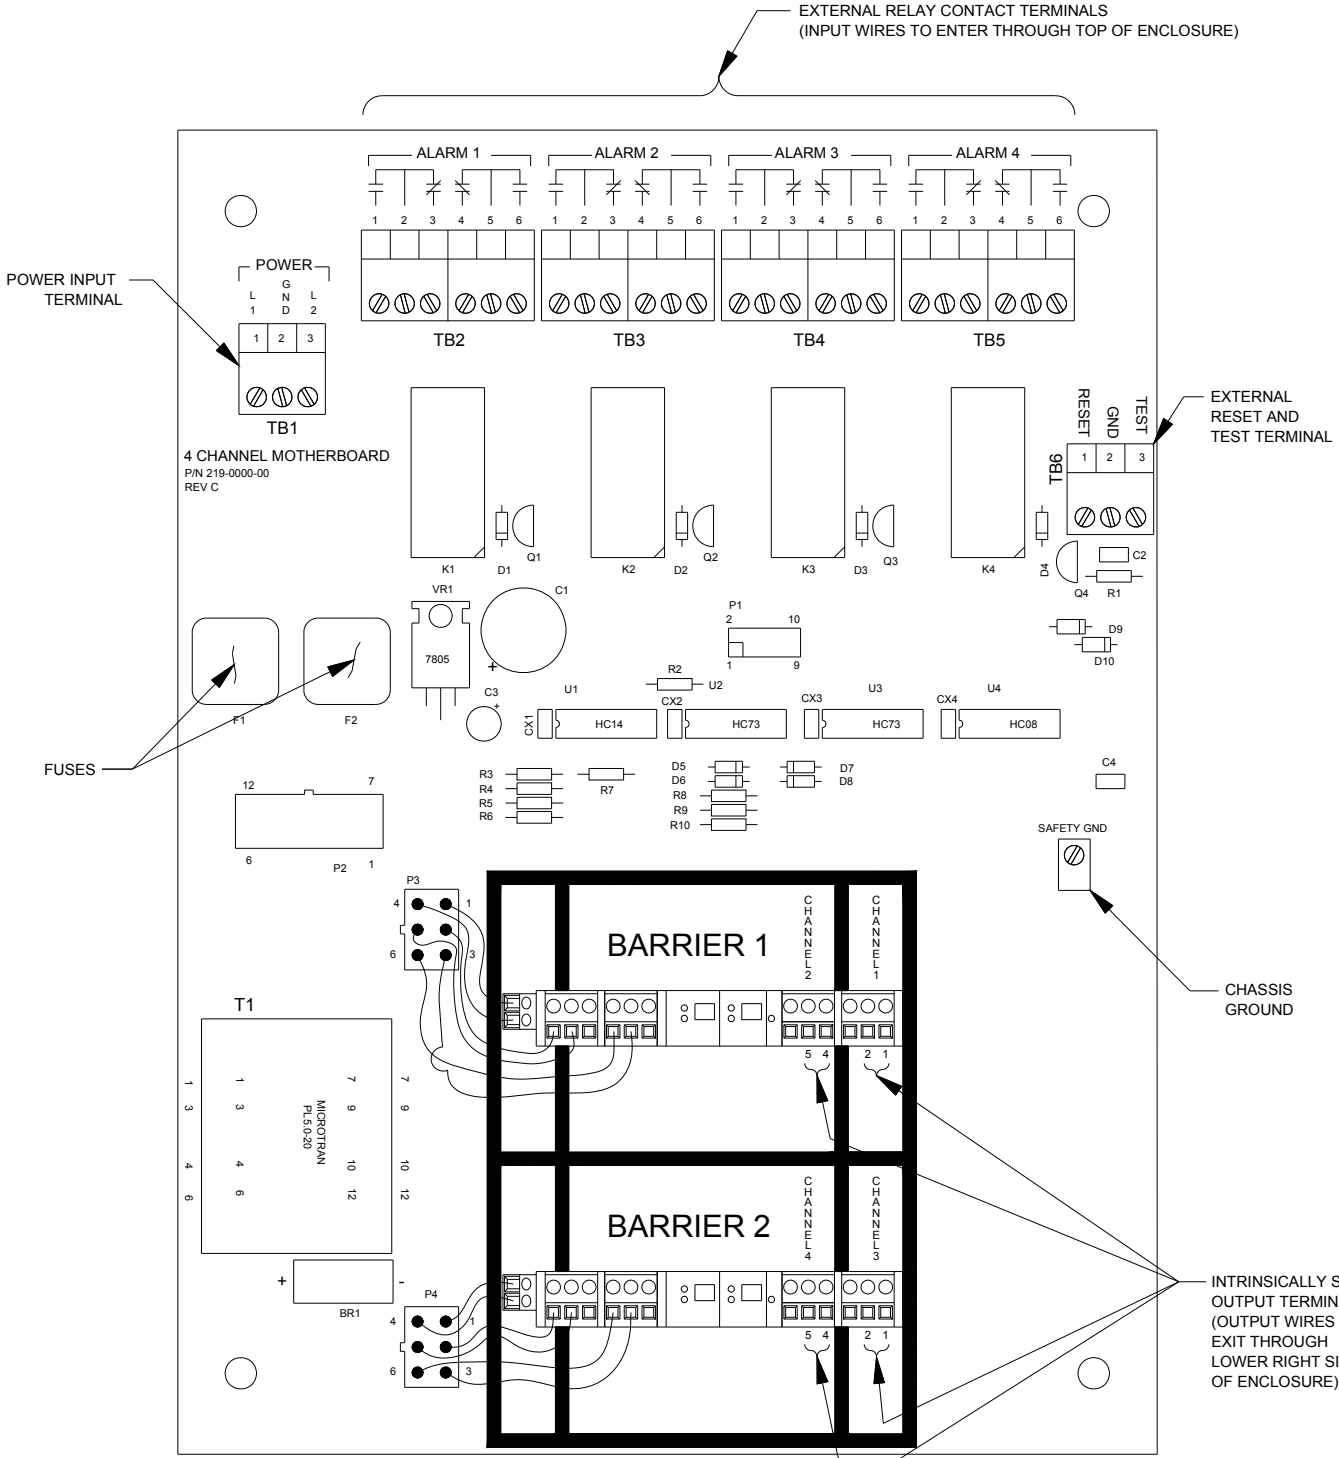 EXTERNAL RELAY CONTACT TERMINALS
(INPUT WIRES TO ENTER THROUGH TOP OF ENCLOSURE)
ALARM 1 ALARM 2 ALARM 3 ALARM 4
1 2 3 4 5 6 1 2 3 4 5 6 1 2 3 4 5 6 1 2 3 4 5 6
TB2 TB3 TB4 TB5
POWER INPUT
TERMINAL
POWER
L1 GND L2
1 2 3
TB1
4 CHANNEL MOTHERBOARD
P/N 219-0000-00
REV C
RESET GND TEST
TB6
1 2 3
EXTERNAL
RESET AND
TEST TERMINAL
K1 D1 Q1 K2 D2 Q2 K3 D3 Q3 K4 D4 Q4
C2
R1
VR1
7805
C1
+
P1
2 10
1 9
D9
D10
F1 F2
FUSES
C3
+
R2
U1 U2 U3 U4
CX1 HC14 CX2 HC73 CX3 HC73 CX4 HC08
R3
R4
R5
R6
R7
D5
D6
R8
R9
R10
D7
D8
C4
12 7
6 1
P2
SAFETY GND
CHASSIS
GROUND
P3
4 1
6 3
BARRIER 1
CHANNEL2
CHANNEL1
5 4 2 1
T1
1 1 7 7
3 3 9 9
4 4 10 10
6 6 12 12
MICROTRAN
PL5.0-20
BARRIER 2
CHANNEL4
CHANNEL3
5 4 2 1
+ -
BR1
P4
4 1
6 3
INTRINSICALLY S
OUTPUT TERMIN
(OUTPUT WIRES
EXIT THROUGH
LOWER RIGHT SI
OF ENCLOSURE)